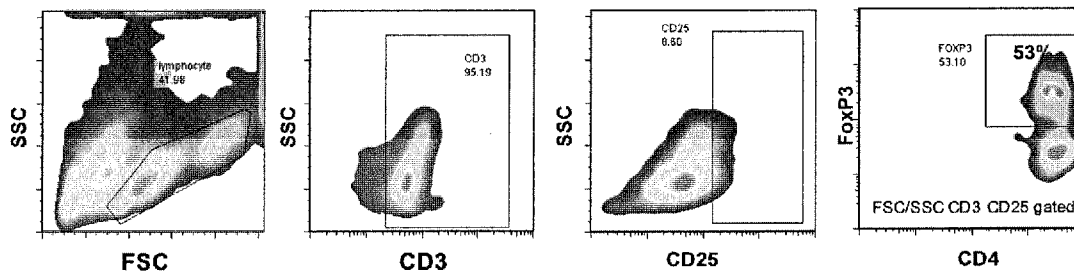 SSC
lymphocyte
41.98
FSC
SSC
CD3
95.19
CD3
SSC
CD25
8.60
CD25
FoxP3
FOXP3
53.10
53%
FSC/SSC CD3 CD25 gated
CD4